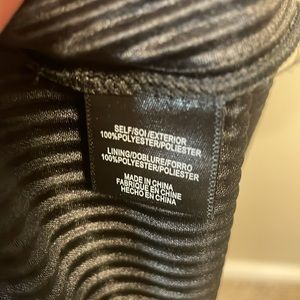 SELF/SOI/EXTERIOR
100%POLYESTER/POLIESTER
LINING/DOBLURE/FORRO
100%POLYESTER/POLIESTER
MADE IN CHINA
FABRIQUE EN CHINE
HECHO EN CHINA